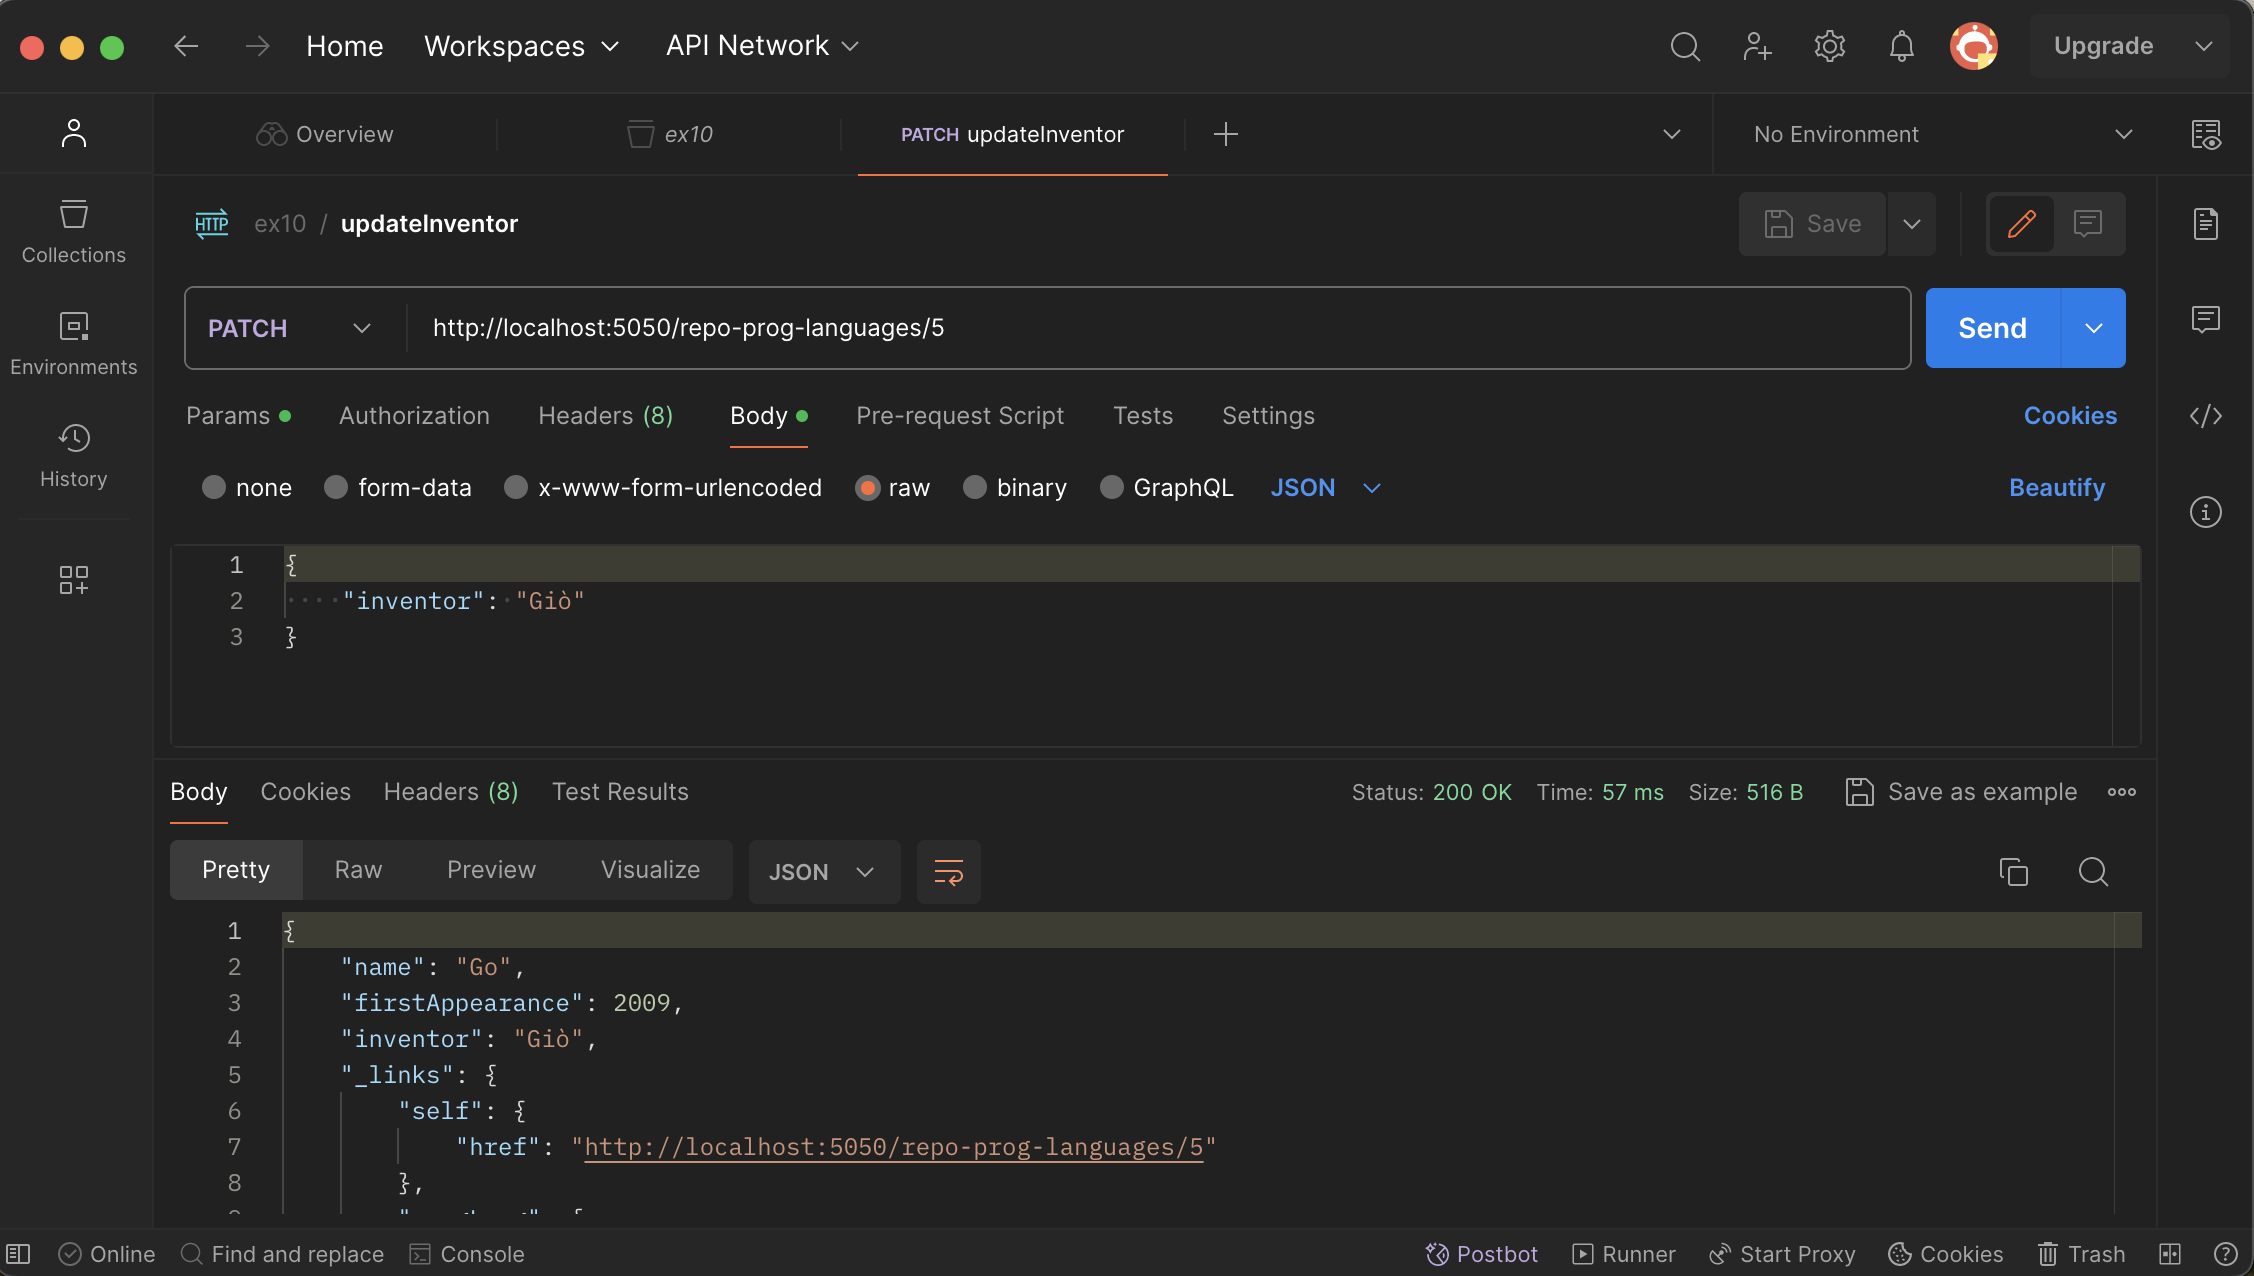 Home Workspaces API Network Upgrade
Overview ex10 PATCH updateInventor No Environment
HTTP ex10 / updateInventor Save
Collections
Environments
History
PATCH http://localhost:5050/repo-prog-languages/5 Send
Params Authorization Headers (8) Body Pre-request Script Tests Settings Cookies
none form-data x-www-form-urlencoded raw binary GraphQL JSON Beautify
1 {
2 "inventor": "Giò"
3 }
Body Cookies Headers (8) Test Results Status: 200 OK Time: 57 ms Size: 516 B Save as example
Pretty Raw Preview Visualize JSON
1 {
2 "name": "Go",
3 "firstAppearance": 2009,
4 "inventor": "Giò",
5 "_links": {
6 "self": {
7 "href": "http://localhost:5050/repo-prog-languages/5"
8 },
Online Find and replace Console Postbot Runner Start Proxy Cookies Trash